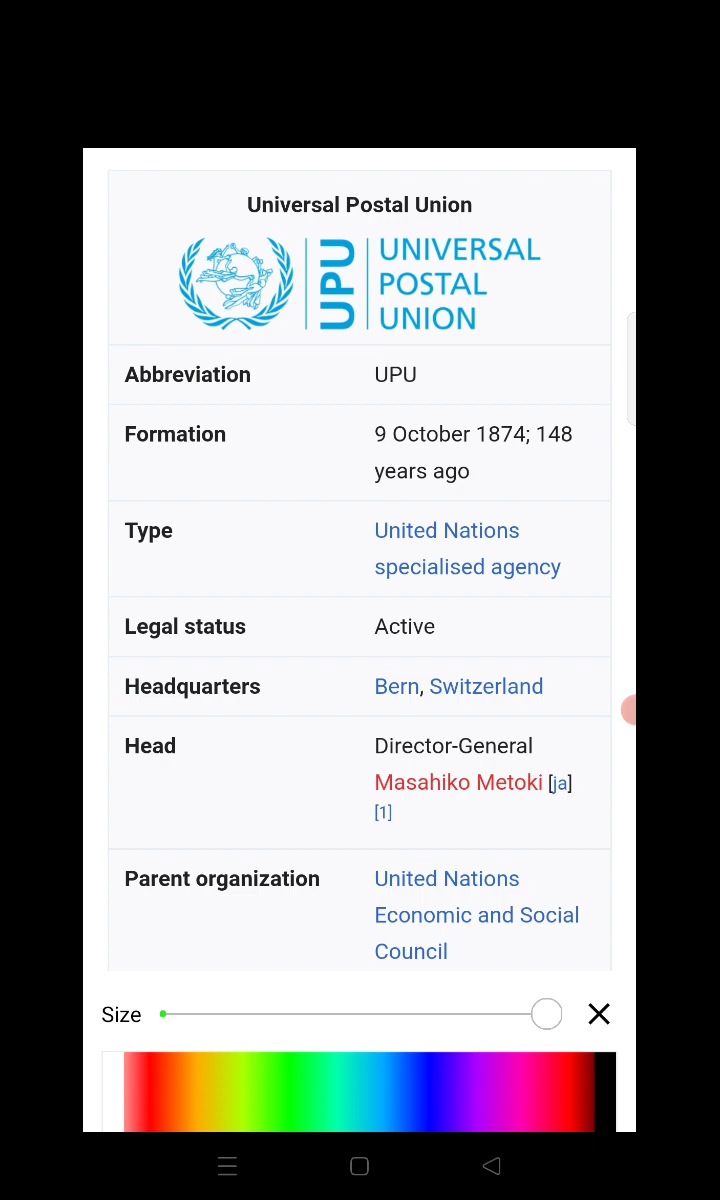 Universal Postal Union
UPU
UNIVERSAL
POSTAL
UNION
Abbreviation UPU
Formation 9 October 1874; 148
years ago
Type United Nations
specialised agency
Legal status Active
Headquarters Bern, Switzerland
Head Director-General
Masahiko Metoki [ja]
[1]
Parent organization United Nations
Economic and Social
Council
Size